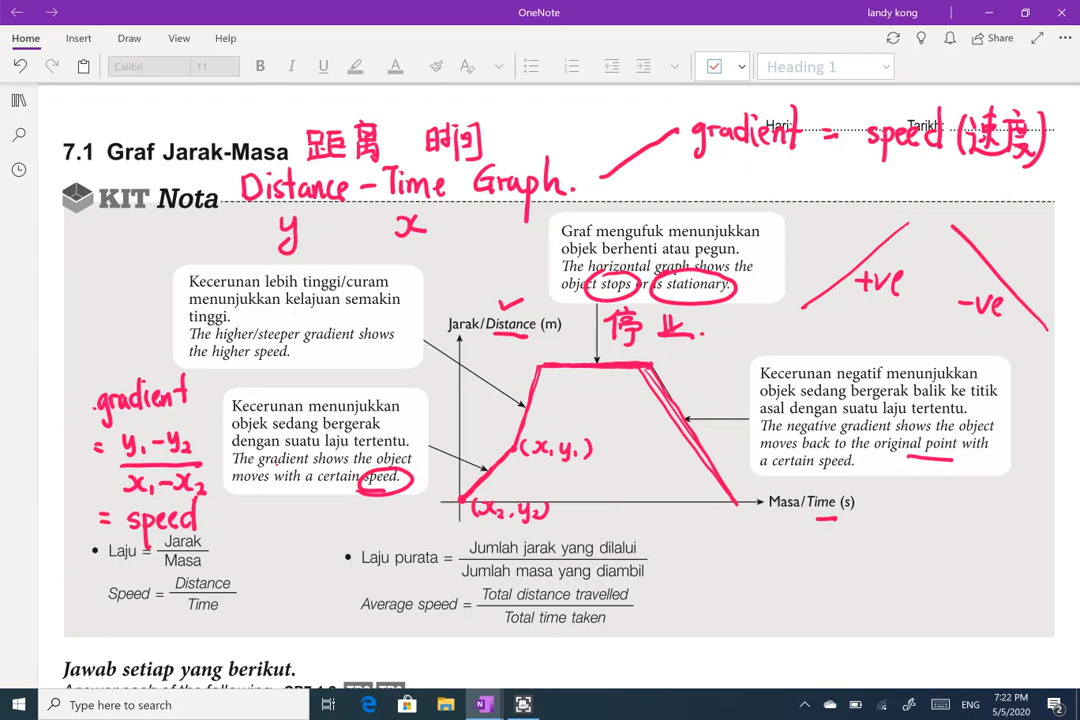 OneNote
landy kong
Home Insert Draw View Help
Share
Calibri 11 B I U A Heading 1
Hari: Tarikh:
gradient = speed (速度)
7.1 Graf Jarak-Masa 距离 时间
KIT Nota
Distance - Time Graph.
y x
Graf mengufuk menunjukkan
objek berhenti atau pegun.
The horizontal graph shows the
object stops or is stationary.
停止.
+ve
-ve
Kecerunan lebih tinggi/curam
menunjukkan kelajuan semakin
tinggi.
The higher/steeper gradient shows
the higher speed.
Jarak/Distance (m)
Kecerunan negatif menunjukkan
objek sedang bergerak balik ke titik
asal dengan suatu laju tertentu.
The negative gradient shows the object
moves back to the original point with
a certain speed.
gradient
= y₁-y₂
x₁-x₂
= speed
Kecerunan menunjukkan
objek sedang bergerak
dengan suatu laju tertentu.
The gradient shows the object
moves with a certain speed.
(x, y₁)
(x₂, y₂)
Masa/Time (s)
• Laju = Jarak
Masa
Speed = Distance
Time
• Laju purata = Jumlah jarak yang dilalui
Jumlah masa yang diambil
Average speed = Total distance travelled
Total time taken
Jawab setiap yang berikut.
Answer each of the following.
Type here to search
ENG
7:22 PM
5/5/2020
2